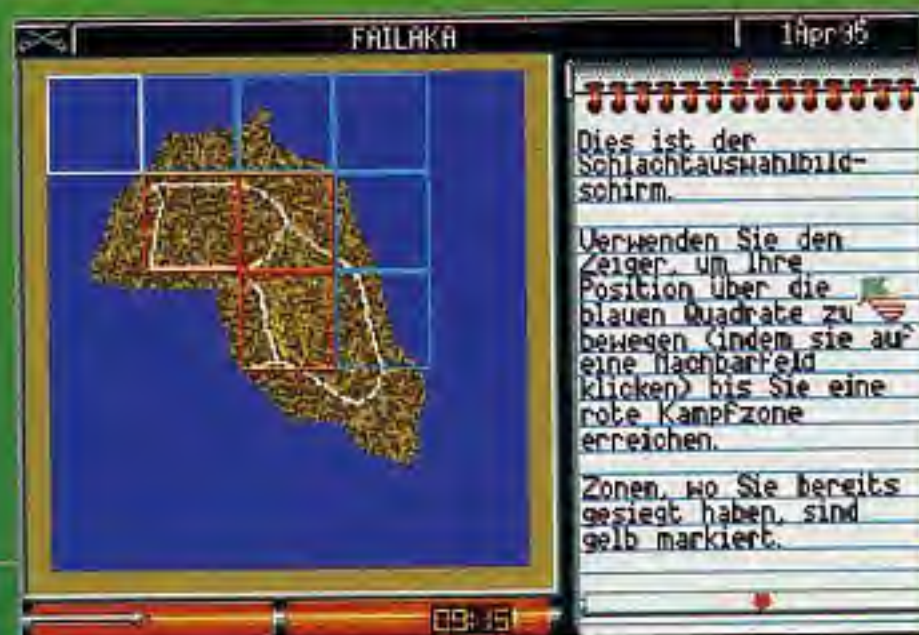 FAILAKA
1Apr95
Dies ist der
Schlachtauswahlbild-
schirm.
Verwenden Sie den
Zeiger, um Ihre
Position über die
blauen Quadrate zu
bewegen (indem sie auf
eine Nachbarfeld
klicken) bis Sie eine
rote Kampfzone
erreichen.
Zonen, wo Sie bereits
gesiegt haben, sind
gelb markiert.
09:15